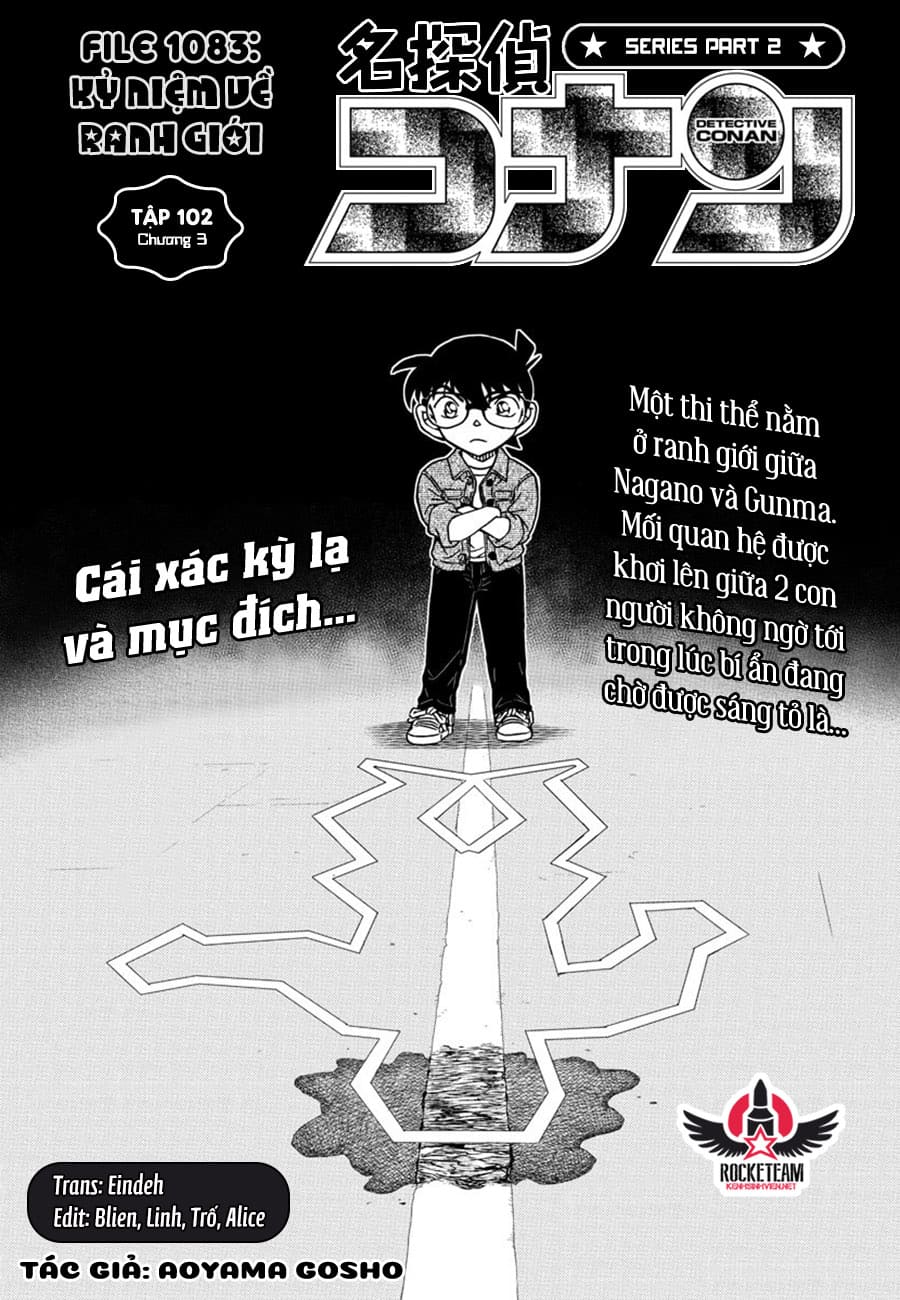 FILE 1083:
KỶ NIỆM VỀ
RANH GIỚI
TẬP 102
Chương 3
名探偵
★ SERIES PART 2 ★
コナン
DETECTIVE
CONAN
Một thi thể nằm
ở ranh giới giữa
Nagano và Gunma.
Mối quan hệ được
khơi lên giữa 2 con
người không ngờ tới
trong lúc bí ẩn đang
chờ được sáng tỏ là...
Cái xác kỳ lạ
và mục đích...
ROCKETEAM
KENHSINHVIEN.NET
Trans: Eindeh
Edit: Blien, Linh, Trố, Alice
TÁC GIẢ: AOYAMA GOSHO